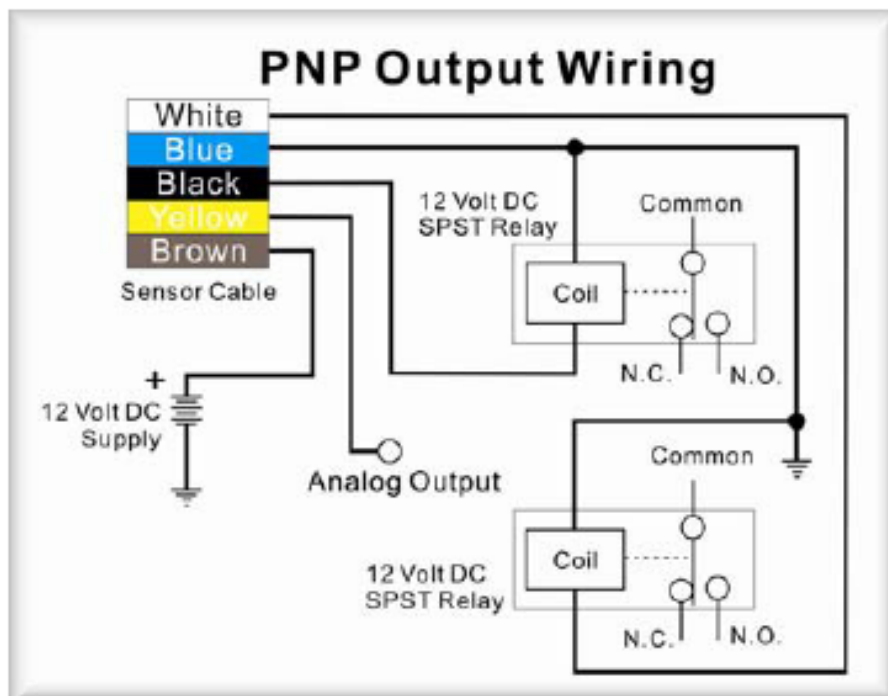 PNP Output Wiring
White
Blue
Black
Yellow
Brown
Sensor Cable
12 Volt DC
SPST Relay
Common
Coil
N.C.
N.O.
+
12 Volt DC
Supply
Analog Output
Common
12 Volt DC
SPST Relay
Coil
N.C.
N.O.